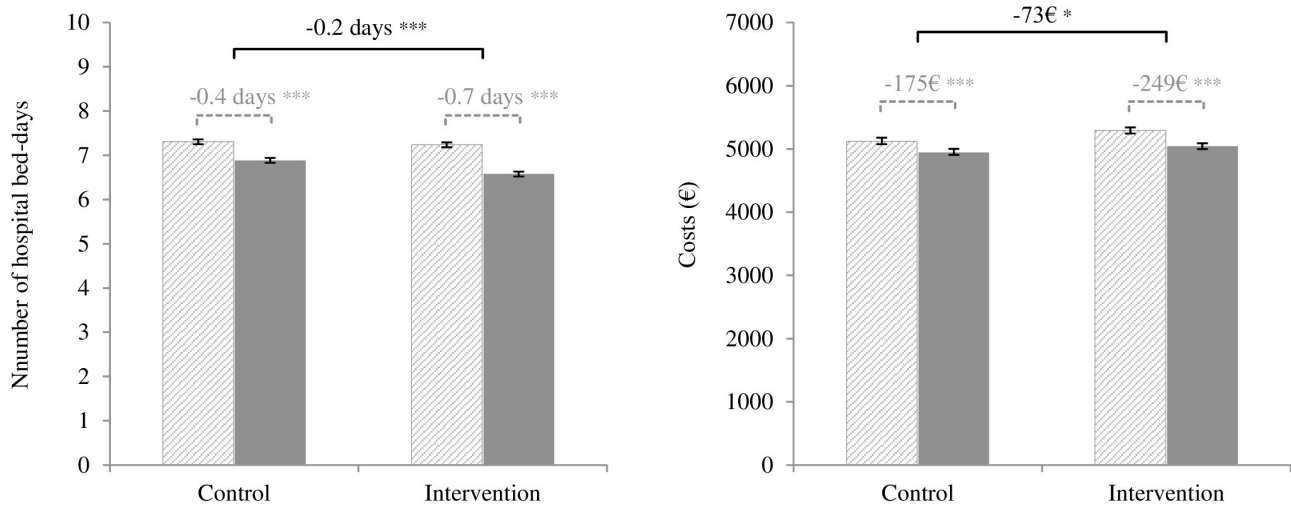 10
9
8
7
6
5
4
3
2
1
0
Nnumber of hospital bed-days
-0.2 days ***
-0.4 days ***
-0.7 days ***
Control
Intervention
7000
6000
5000
4000
3000
2000
1000
0
Costs (€)
-73€ *
-175€ ***
-249€ ***
Control
Intervention